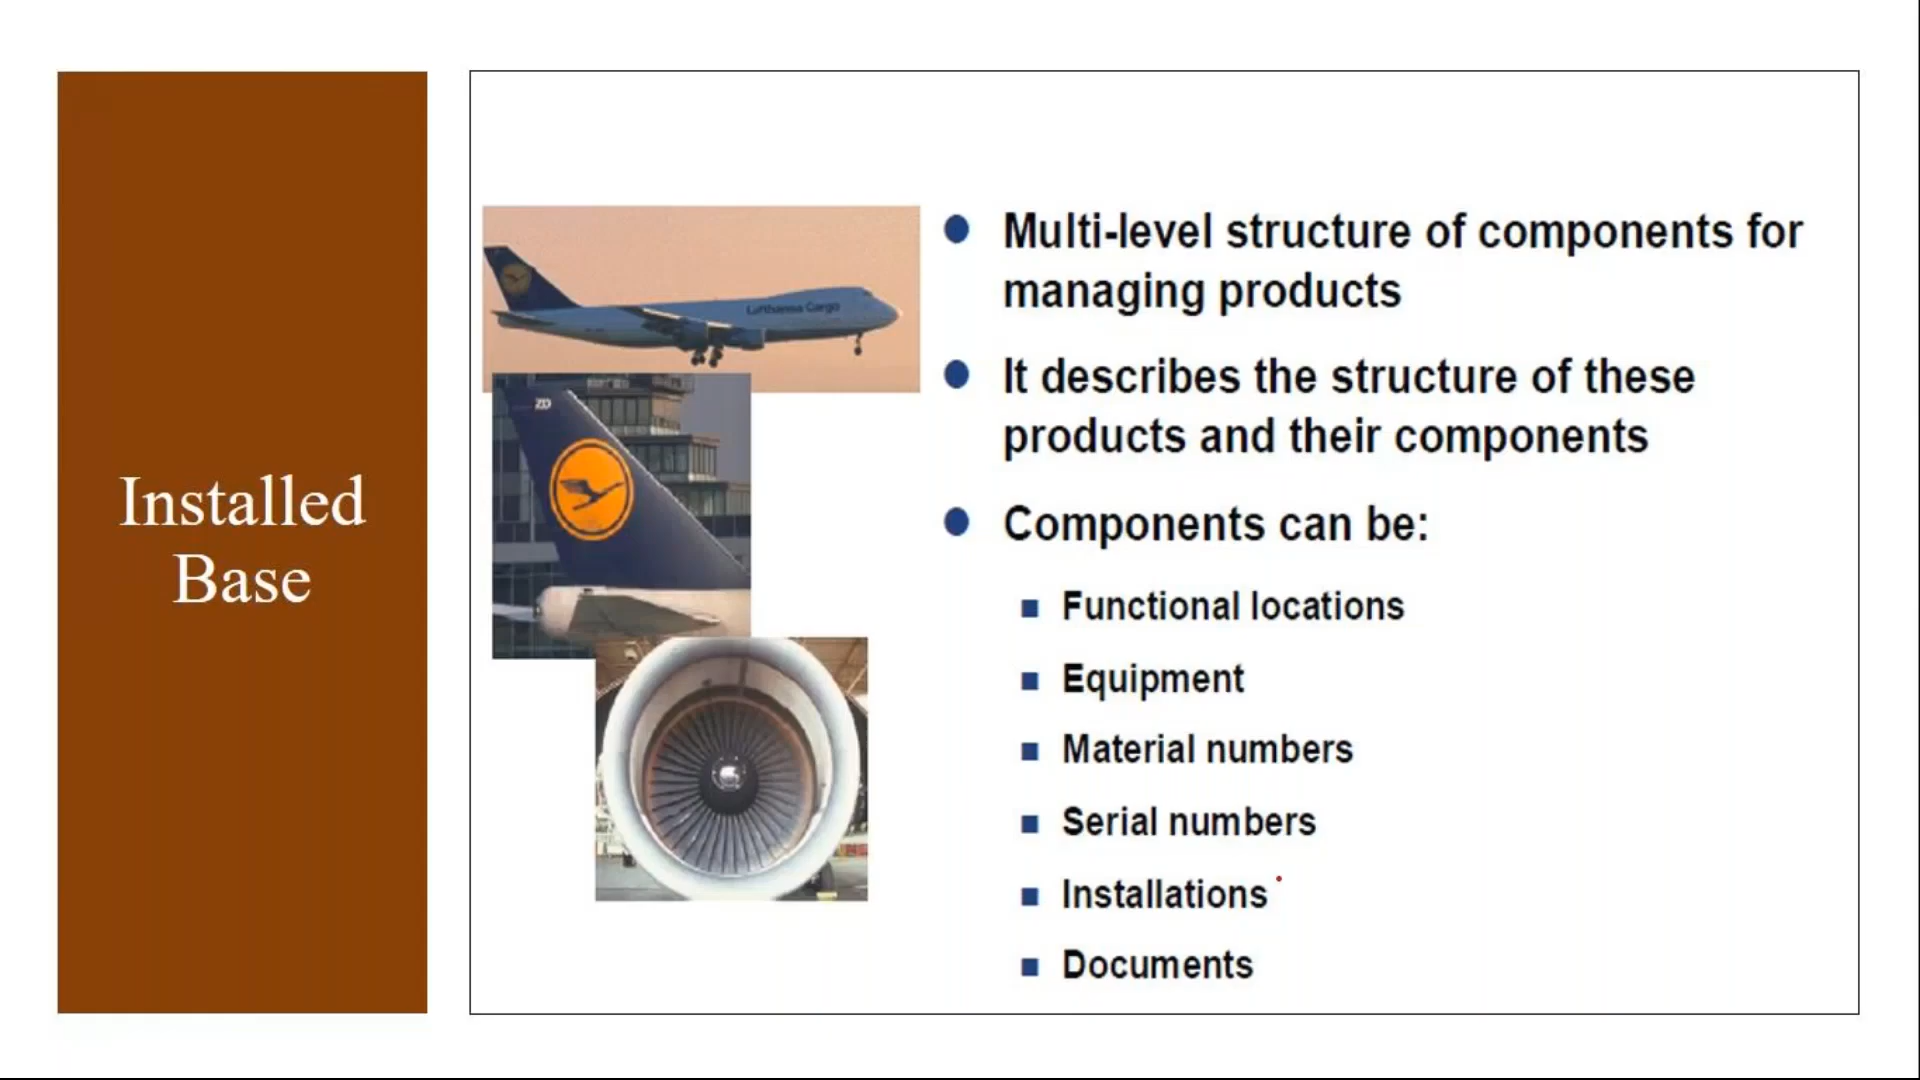 Installed
Base
Lufthansa Cargo
ZD
Multi-level structure of components for
managing products
It describes the structure of these
products and their components
Components can be:
Functional locations
Equipment
Material numbers
Serial numbers
Installations
Documents